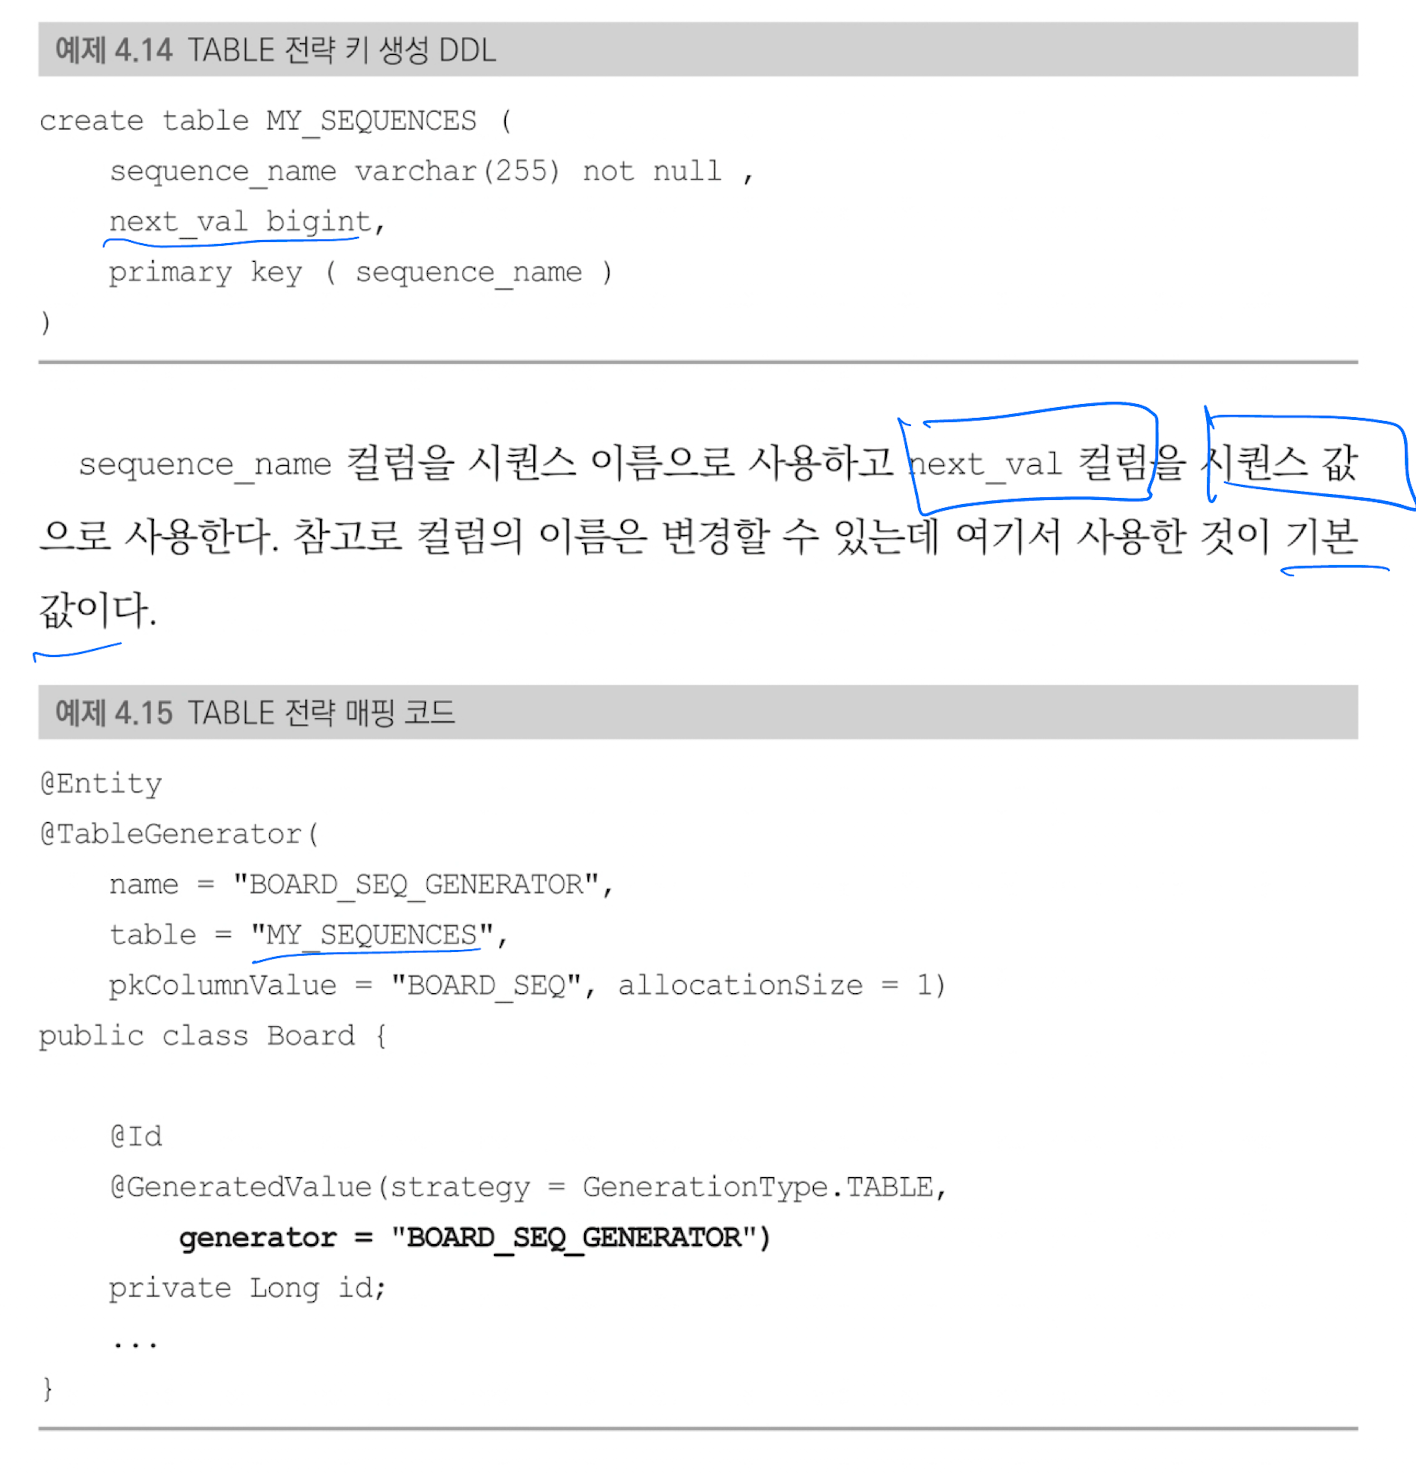 예제 4.14 TABLE 전략 키 생성 DDL
create table MY_SEQUENCES (
sequence_name varchar(255) not null ,
next_val bigint,
primary key ( sequence_name )
)
sequence_name 컬럼을 시퀀스 이름으로 사용하고 next_val 컬럼을 시퀀스 값
으로 사용한다. 참고로 컬럼의 이름은 변경할 수 있는데 여기서 사용한 것이 기본
값이다.
예제 4.15 TABLE 전략 매핑 코드
@Entity
@TableGenerator(
name = "BOARD_SEQ_GENERATOR",
table = "MY_SEQUENCES",
pkColumnValue = "BOARD_SEQ", allocationSize = 1)
public class Board {
@Id
@GeneratedValue(strategy = GenerationType.TABLE,
generator = "BOARD_SEQ_GENERATOR")
private Long id;
...
}